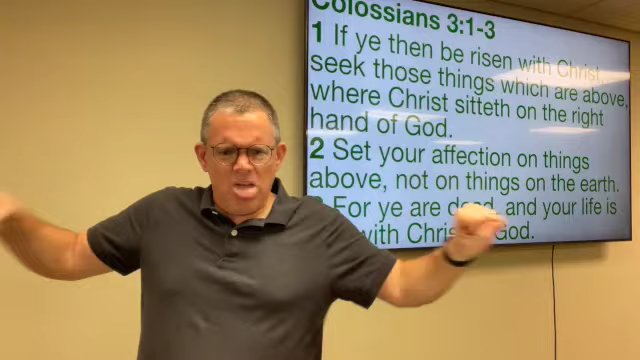 Colossians 3:1-3
1 If ye then be risen with Christ
seek those things which are above,
where Christ sitteth on the right
hand of God.
2 Set your affection on things
above, not on things on the earth.
For ye are dead, and your life is
with Chris God.